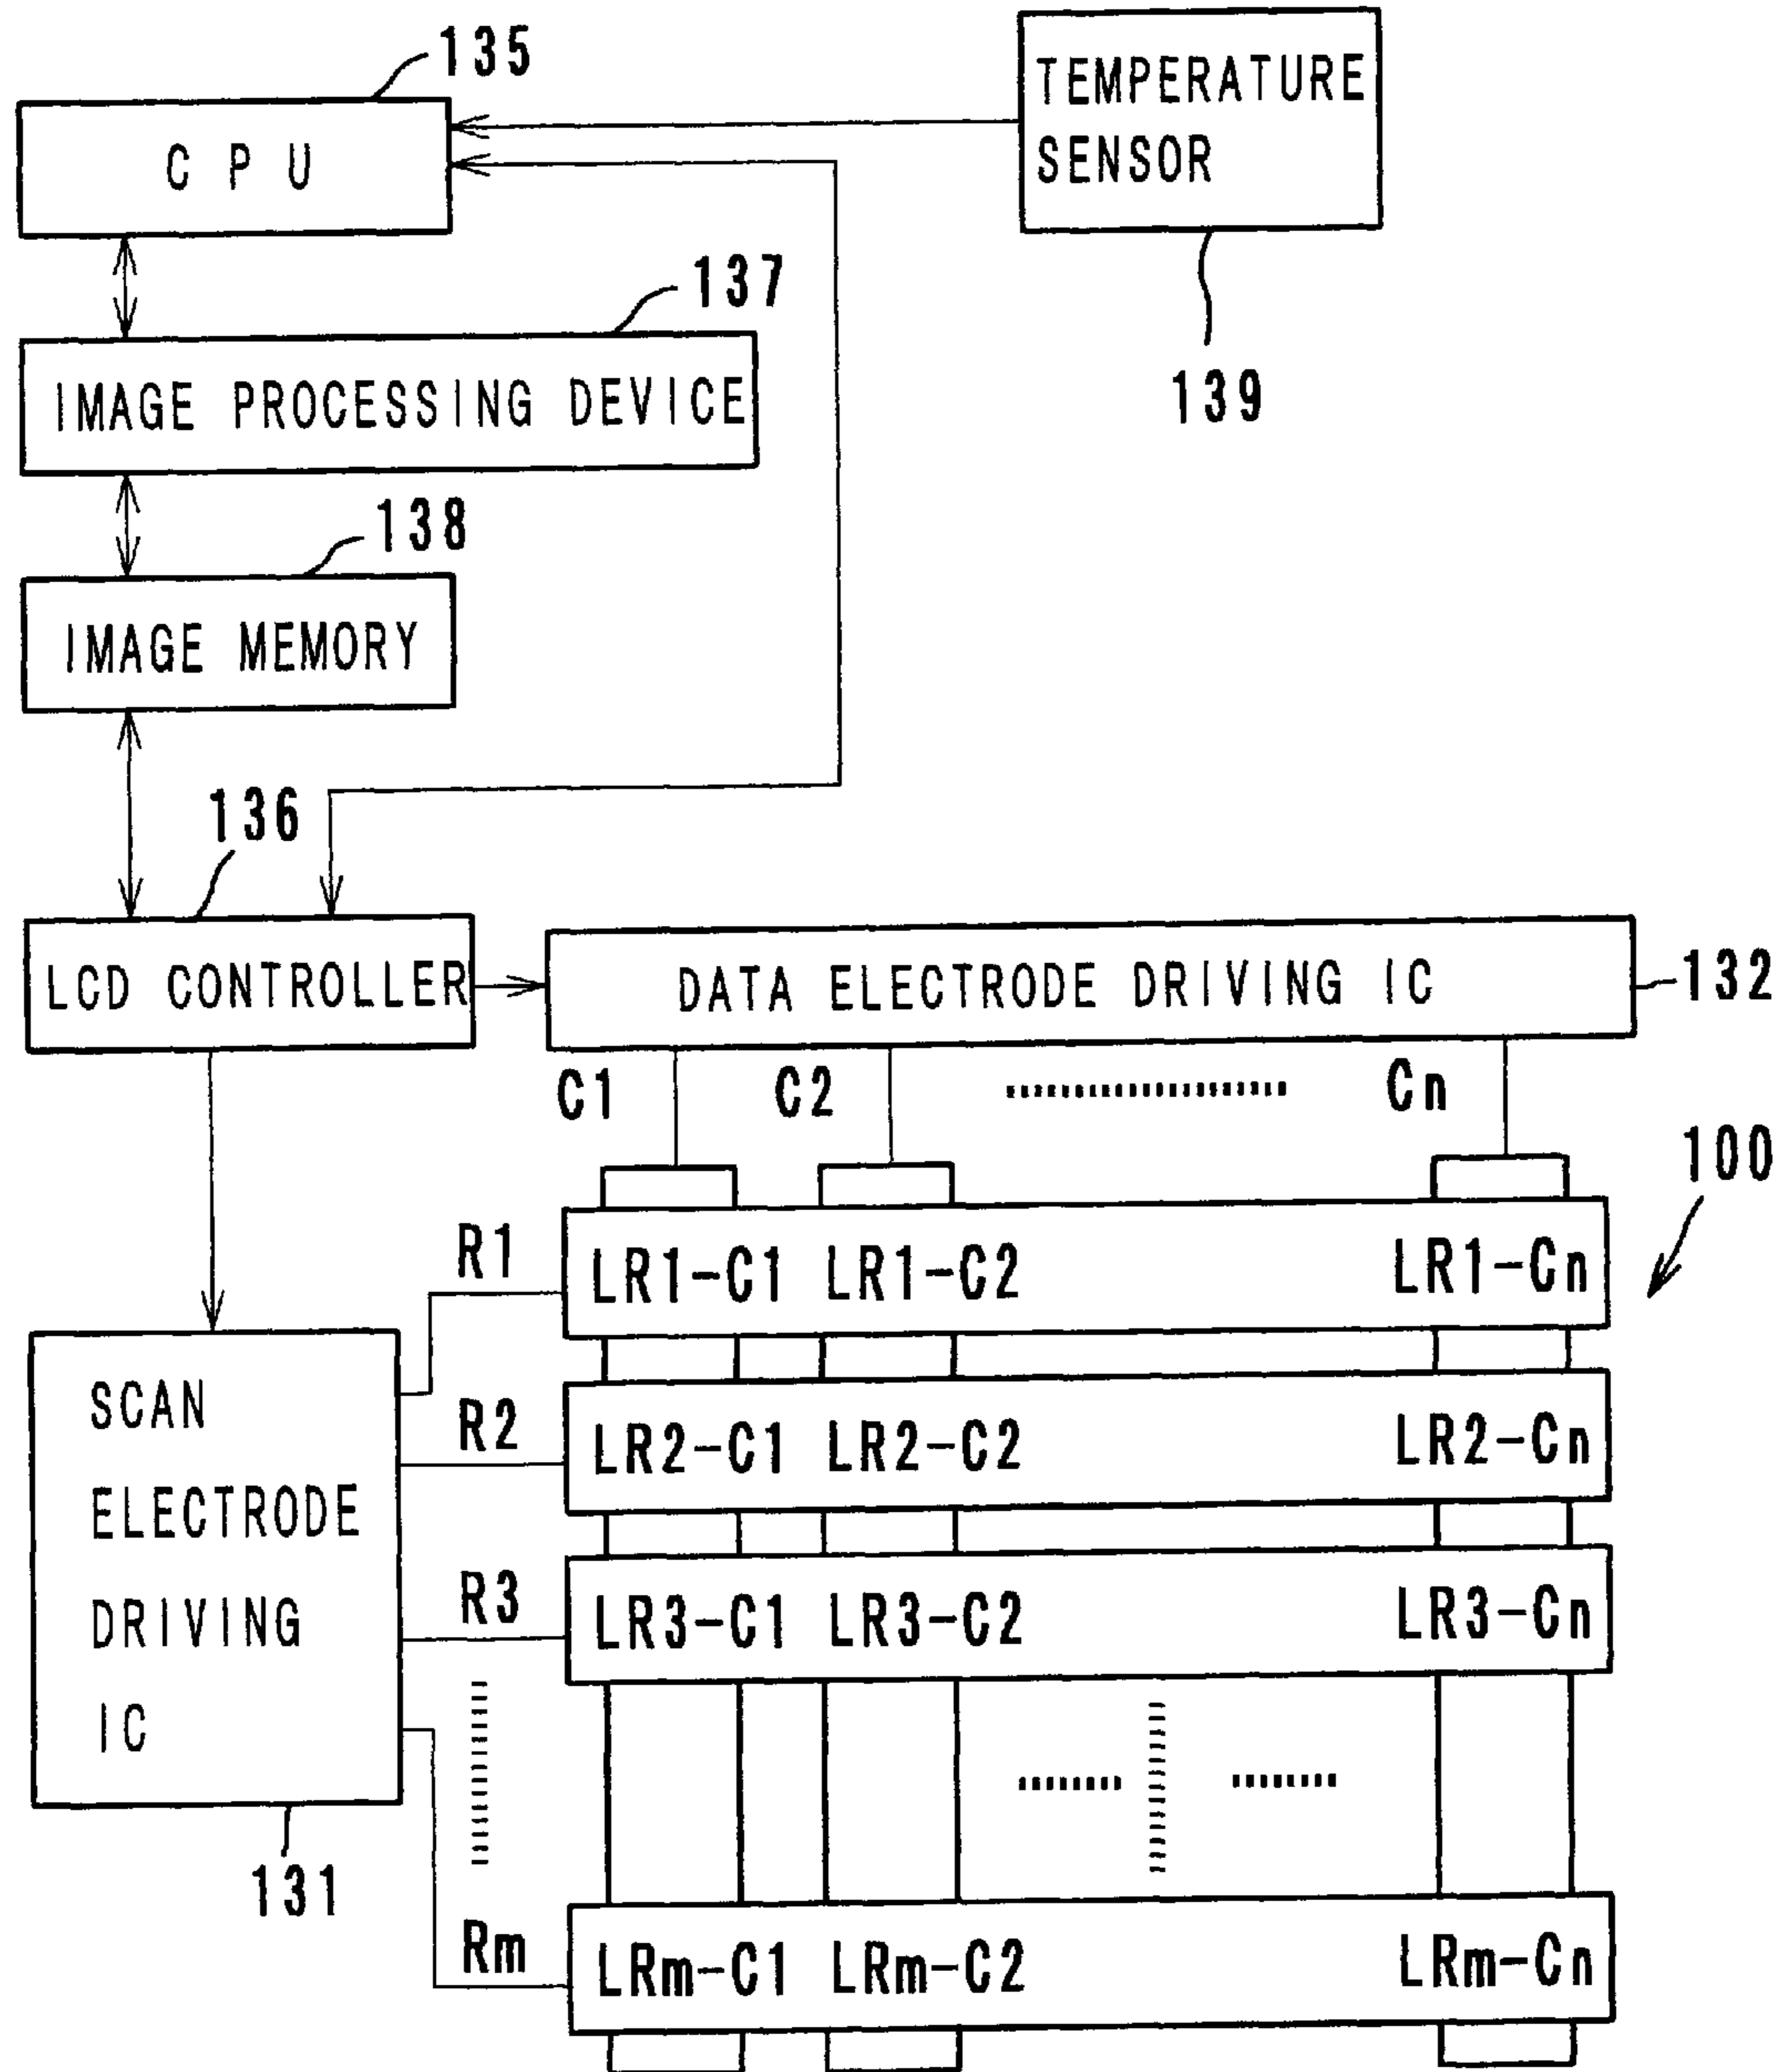 135
TEMPERATURE
SENSOR
CPU
137
139
IMAGE PROCESSING DEVICE
138
IMAGE MEMORY
136
LCD CONTROLLER
DATA ELECTRODE DRIVING IC
132
C1 C2 Cn
100
R1
LR1-C1 LR1-C2 LR1-Cn
SCAN
ELECTRODE
DRIVING
IC
R2
LR2-C1 LR2-C2 LR2-Cn
R3
LR3-C1 LR3-C2 LR3-Cn
131
Rm
LRm-C1 LRm-C2 LRm-Cn